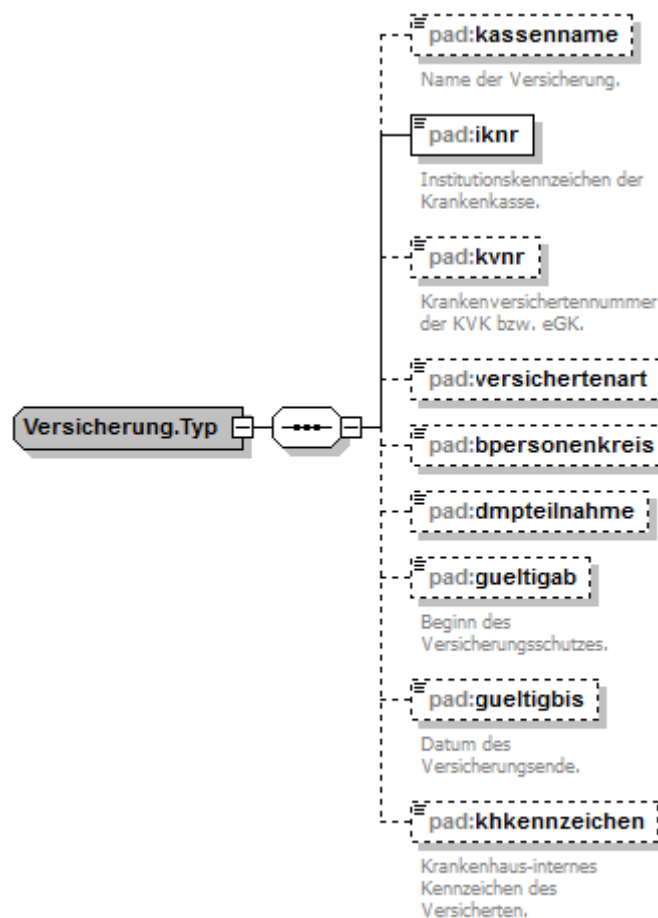 pad:kassenname
Name der Versicherung.
pad:iknr
Institutionskennzeichen der
Krankenkasse.
pad:kvnr
Krankenversichertennummer
der KVK bzw. eGK.
pad:versichertenart
Versicherung.Typ
pad:bpersonenkreis
pad:dmpteilnahme
pad:gueltigab
Beginn des
Versicherungsschutzes.
pad:gueltigbis
Datum des
Versicherungsende.
pad:khkennzeichen
Krankenhaus-internes
Kennzeichen des
Versicherten.